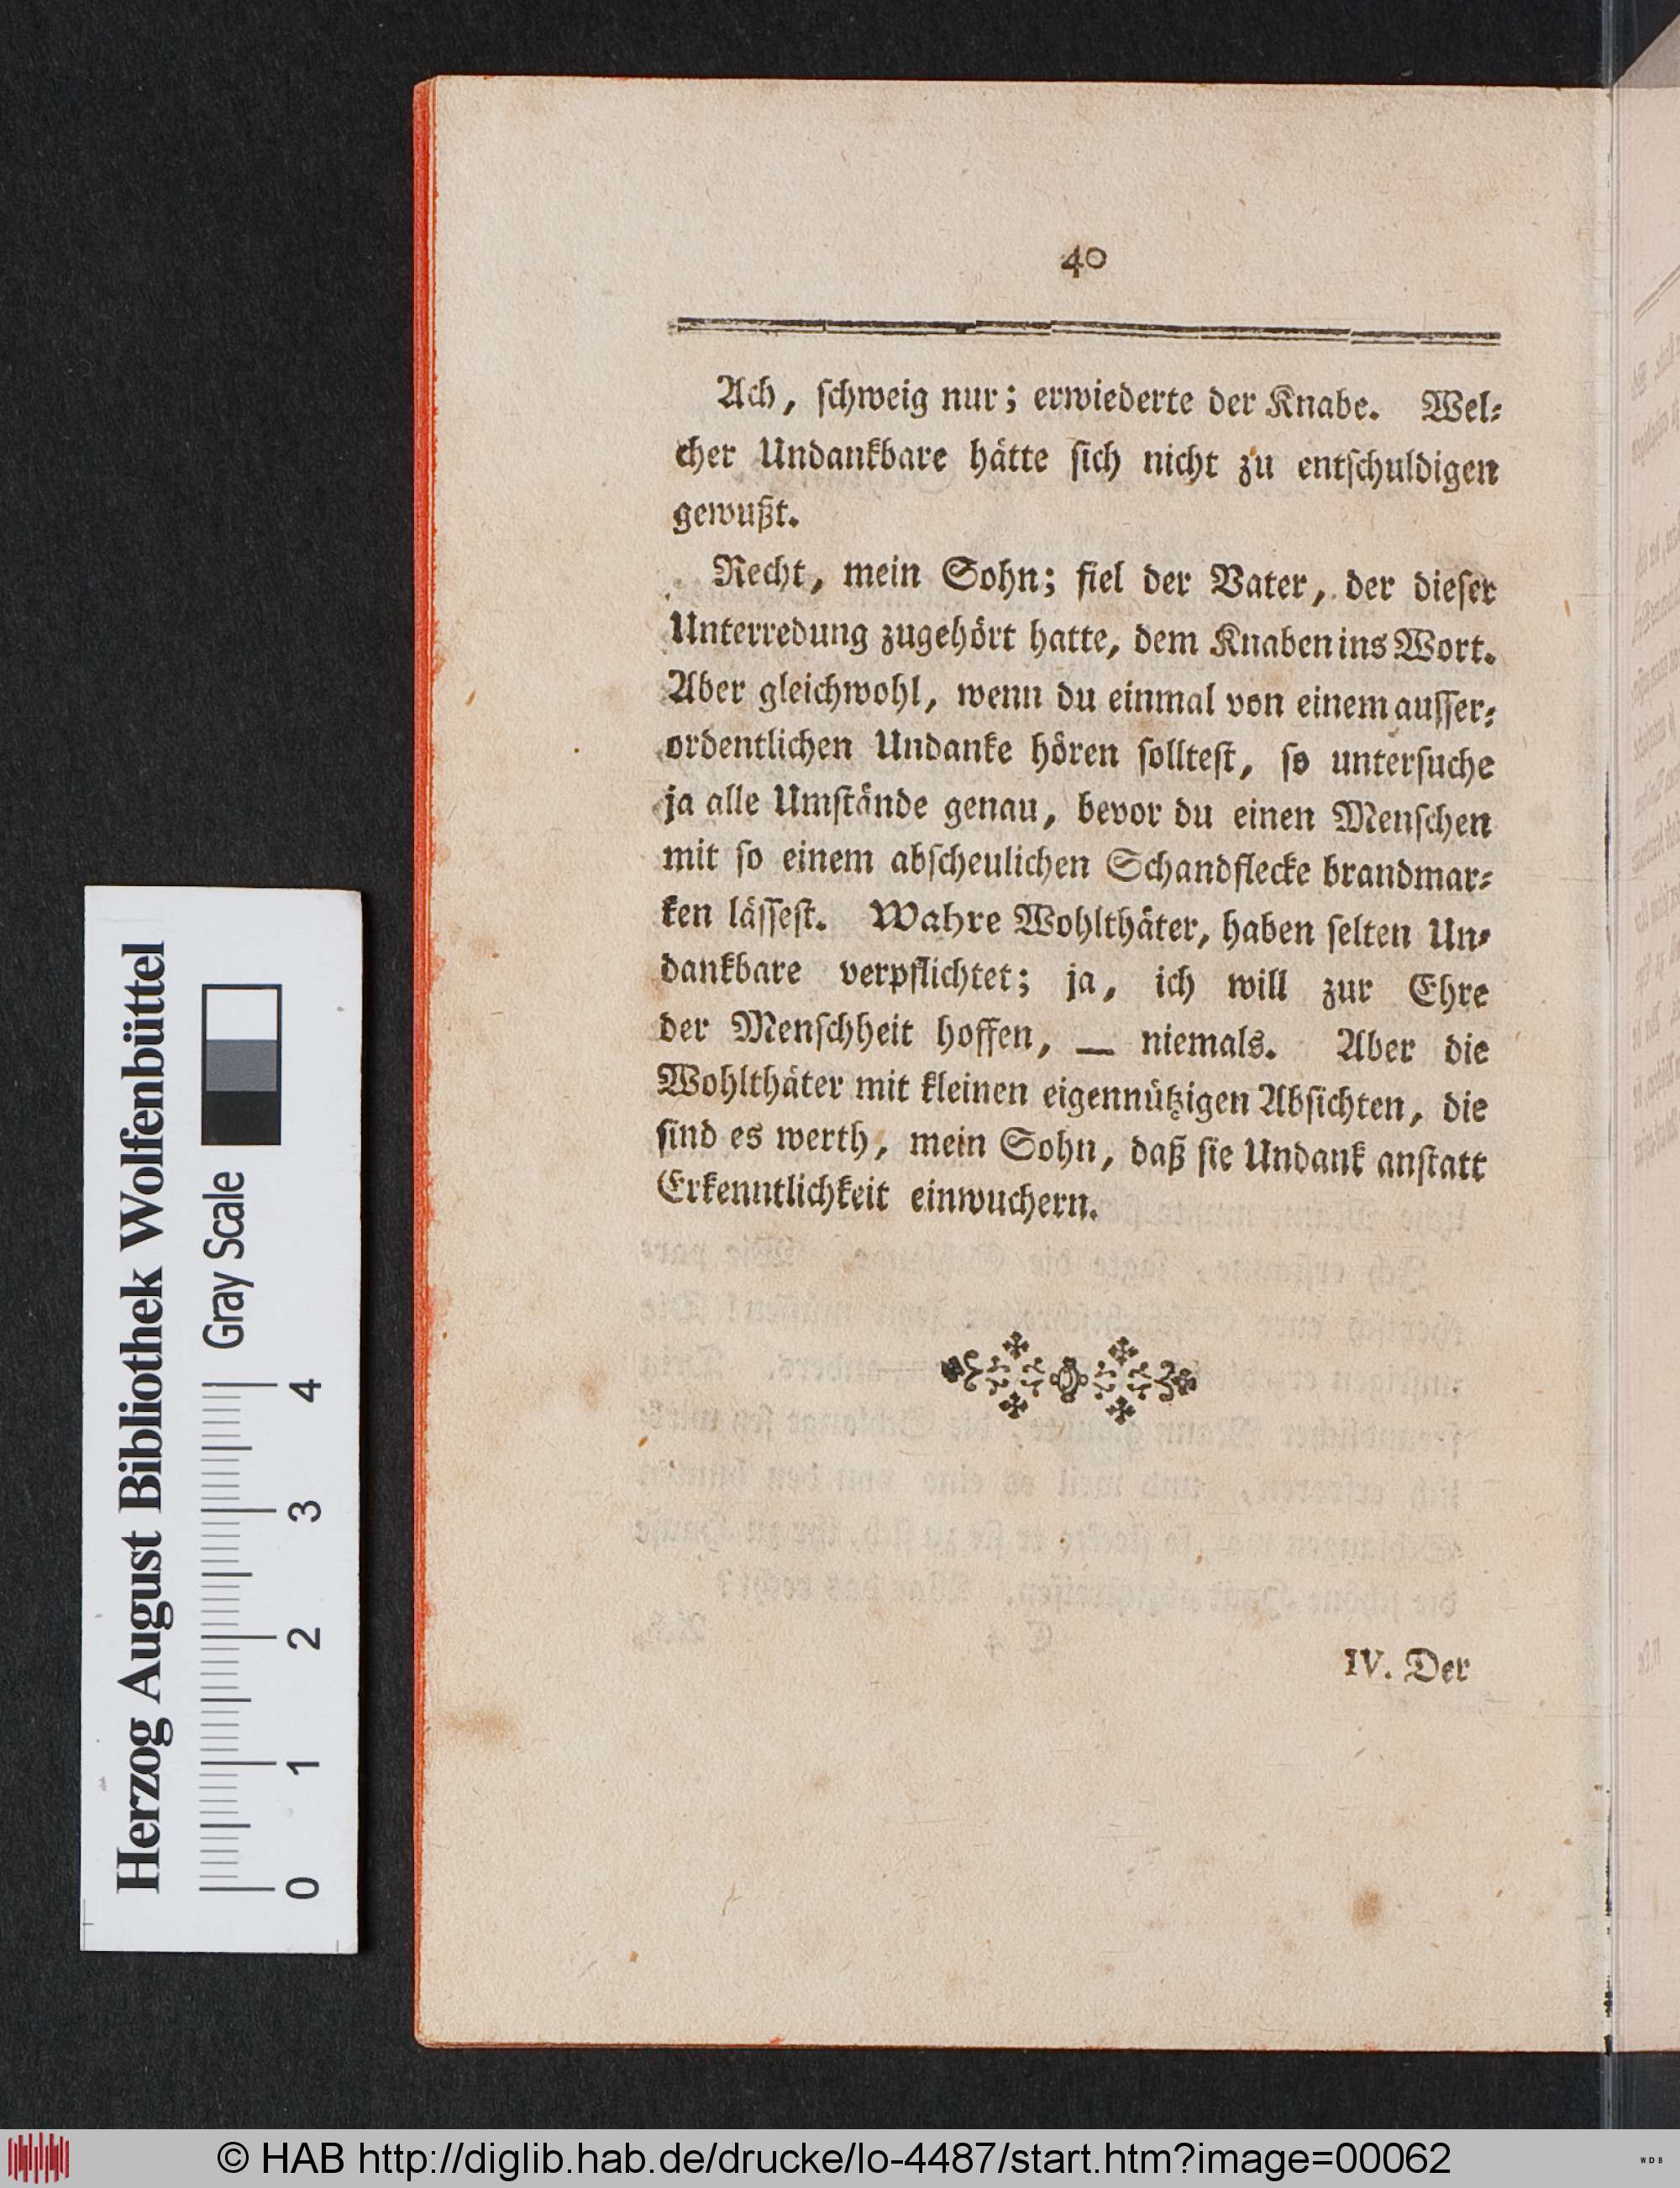 40
Ach, ſchweig nur; erwiederte der Knabe. Wel⸗
cher Undankbare hätte ſich nicht zu entſchuldigen
gewußt.
Recht, mein Sohn; fiel der Vater, der dieſer
Unterredung zugehört hatte, dem Knaben ins Wort.
Aber gleichwohl, wenn du einmal von einem auſſer⸗
ordentlichen Undanke hören ſollteſt, ſo unterſuche
ja alle Umſtände genau, bevor du einen Menſchen
mit ſo einem abſcheulichen Schandflecke brandmar⸗
ken läſſeſt. Wahre Wohlthäter, haben ſelten Un⸗
dankbare verpflichtet; ja, ich will zur Ehre
der Menſchheit hoffen, — niemals. Aber die
Wohlthäter mit kleinen eigennützigen Abſichten, die
ſind es werth, mein Sohn, daß ſie Undank anſtatt
Erkenntlichkeit einwuchern.
IV. Der
Herzog August Bibliothek Wolfenbüttel
Gray Scale
0 1 2 3 4
© HAB http://diglib.hab.de/drucke/lo-4487/start.htm?image=00062
WDB